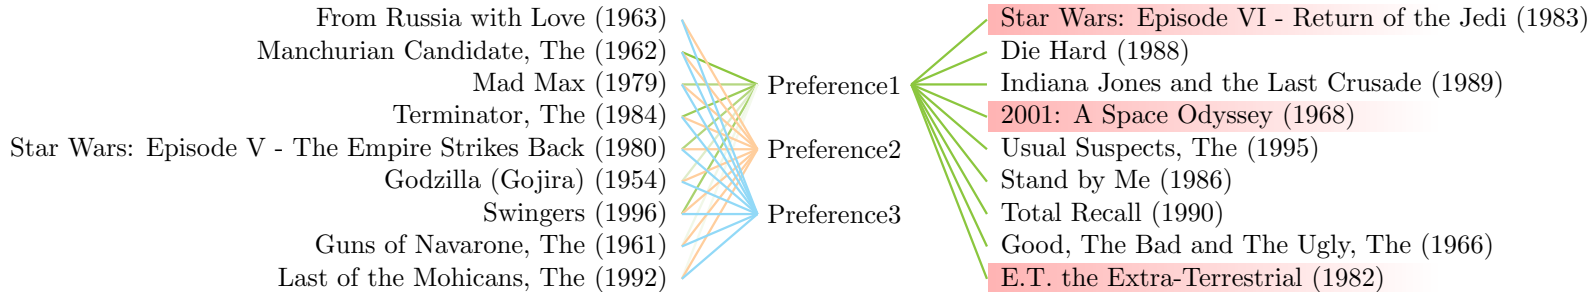 From Russia with Love (1963)
Manchurian Candidate, The (1962)
Mad Max (1979)
Terminator, The (1984)
Star Wars: Episode V - The Empire Strikes Back (1980)
Godzilla (Gojira) (1954)
Swingers (1996)
Guns of Navarone, The (1961)
Last of the Mohicans, The (1992)
Preference1
Preference2
Preference3
Star Wars: Episode VI - Return of the Jedi (1983)
Die Hard (1988)
Indiana Jones and the Last Crusade (1989)
2001: A Space Odyssey (1968)
Usual Suspects, The (1995)
Stand by Me (1986)
Total Recall (1990)
Good, The Bad and The Ugly, The (1966)
E.T. the Extra-Terrestrial (1982)